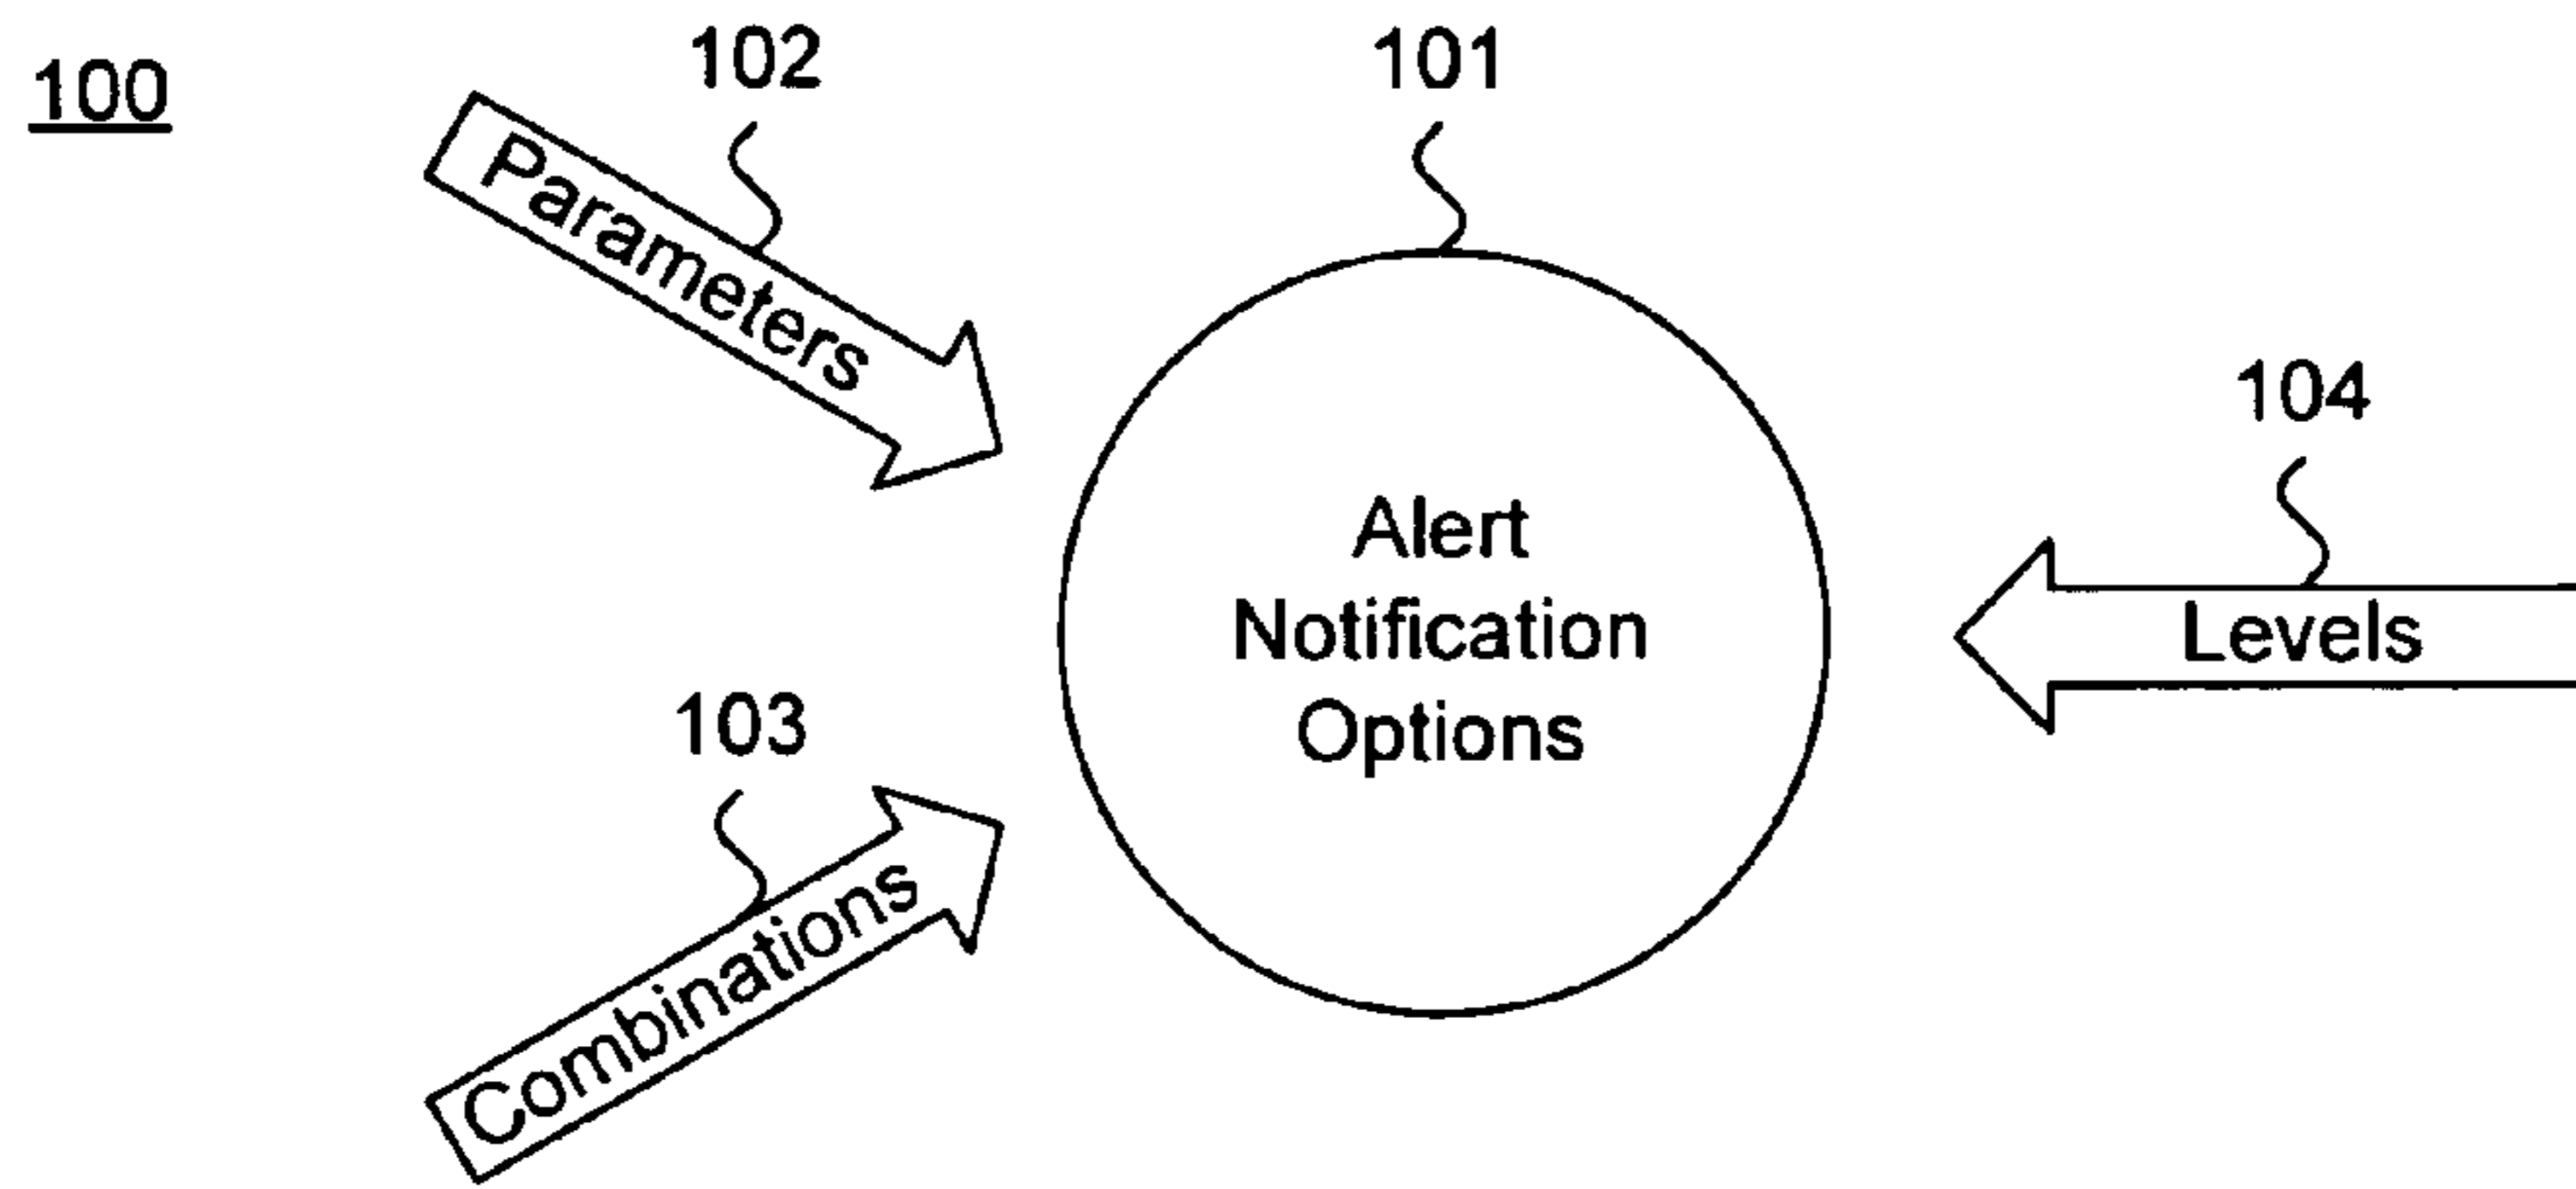 100
102
101
Parameters
104
Alert
Notification
Options
Levels
103
Combinations